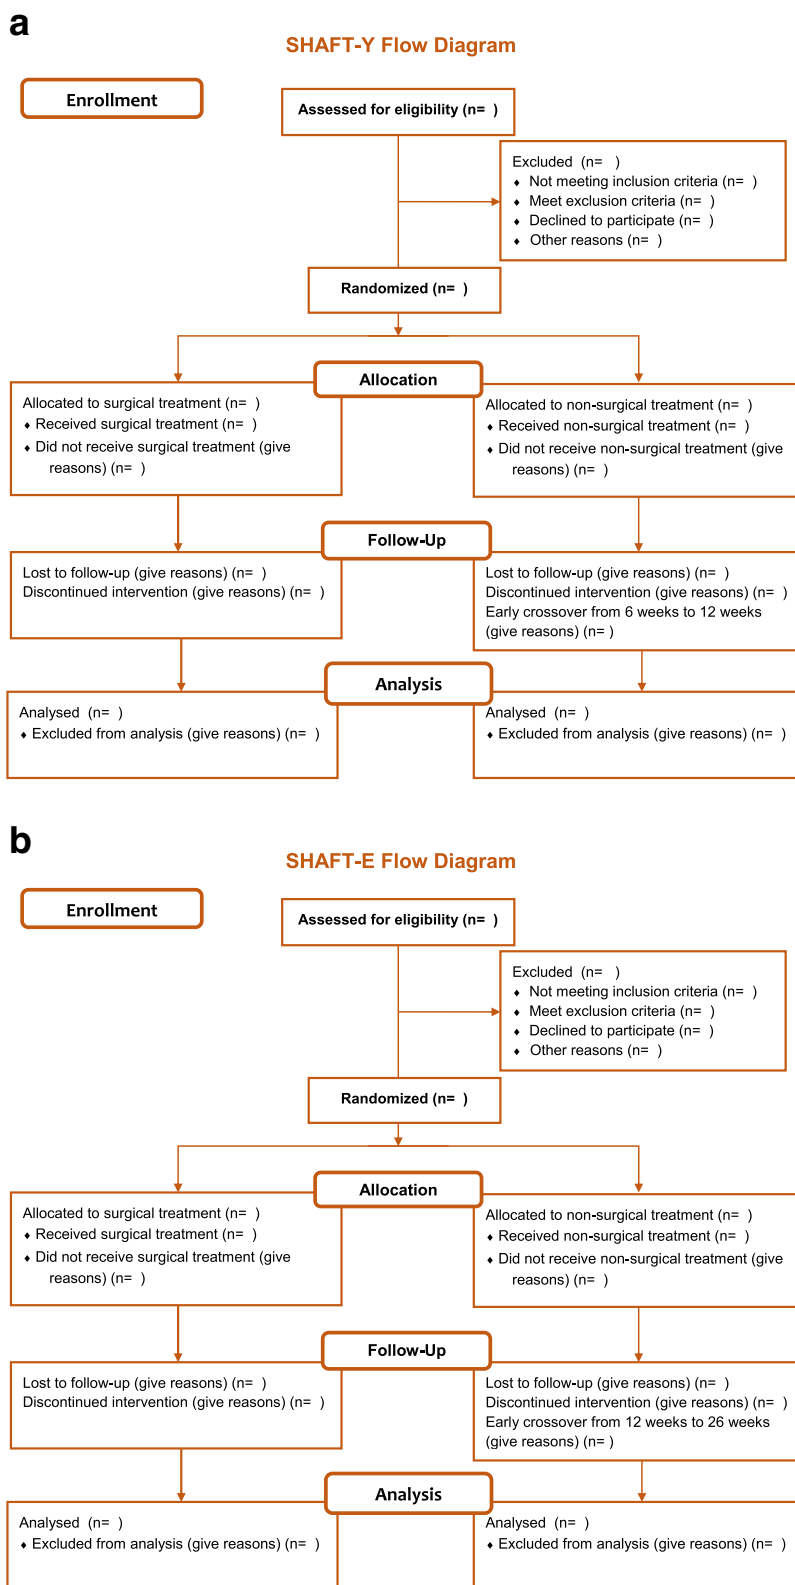 a
SHAFT-Y Flow Diagram
Enrollment
Assessed for eligibility (n=  )
Excluded  (n=   )
♦ Not meeting inclusion criteria (n=  )
♦ Meet exclusion criteria (n=  )
♦ Declined to participate (n=  )
♦ Other reasons (n=  )
Randomized (n=  )
Allocation
Allocated to surgical treatment (n=  )
♦ Received surgical treatment (n=  )
♦ Did not receive surgical treatment (give
reasons) (n=  )
Allocated to non-surgical treatment (n=  )
♦ Received non-surgical treatment (n=  )
♦ Did not receive non-surgical treatment (give
reasons) (n=  )
Follow-Up
Lost to follow-up (give reasons) (n=  )
Discontinued intervention (give reasons) (n=  )
Lost to follow-up (give reasons) (n=  )
Discontinued intervention (give reasons) (n=  )
Early crossover from 6 weeks to 12 weeks
(give reasons) (n= )
Analysis
Analysed  (n=  )
♦ Excluded from analysis (give reasons) (n=  )
Analysed  (n=  )
♦ Excluded from analysis (give reasons) (n=  )
b
SHAFT-E Flow Diagram
Enrollment
Assessed for eligibility (n=  )
Excluded  (n=   )
♦ Not meeting inclusion criteria (n=  )
♦ Meet exclusion criteria (n=  )
♦ Declined to participate (n=  )
♦ Other reasons (n=  )
Randomized (n=  )
Allocation
Allocated to surgical treatment (n=  )
♦ Received surgical treatment (n=  )
♦ Did not receive surgical treatment (give
reasons) (n=  )
Allocated to non-surgical treatment (n=  )
♦ Received non-surgical treatment (n=  )
♦ Did not receive non-surgical treatment (give
reasons) (n=  )
Follow-Up
Lost to follow-up (give reasons) (n=  )
Discontinued intervention (give reasons) (n=  )
Lost to follow-up (give reasons) (n=  )
Discontinued intervention (give reasons) (n=  )
Early crossover from 12 weeks to 26 weeks
(give reasons) (n= )
Analysis
Analysed  (n=  )
♦ Excluded from analysis (give reasons) (n=  )
Analysed  (n=  )
♦ Excluded from analysis (give reasons) (n=  )